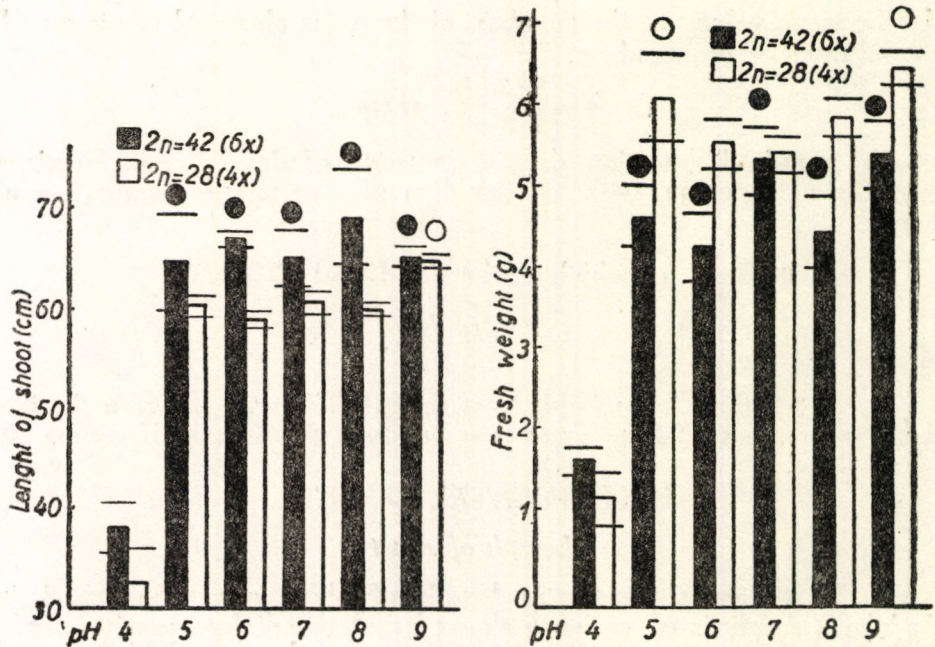 2n=42 (6x)
2n=28 (4x)
Lenght of shoot (cm)
70
60
50
40
30
pH 4 5 6 7 8 9
2n=42 (6x)
2n=28 (4x)
Fresh weight (g)
7
6
5
4
3
2
1
0
pH 4 5 6 7 8 9